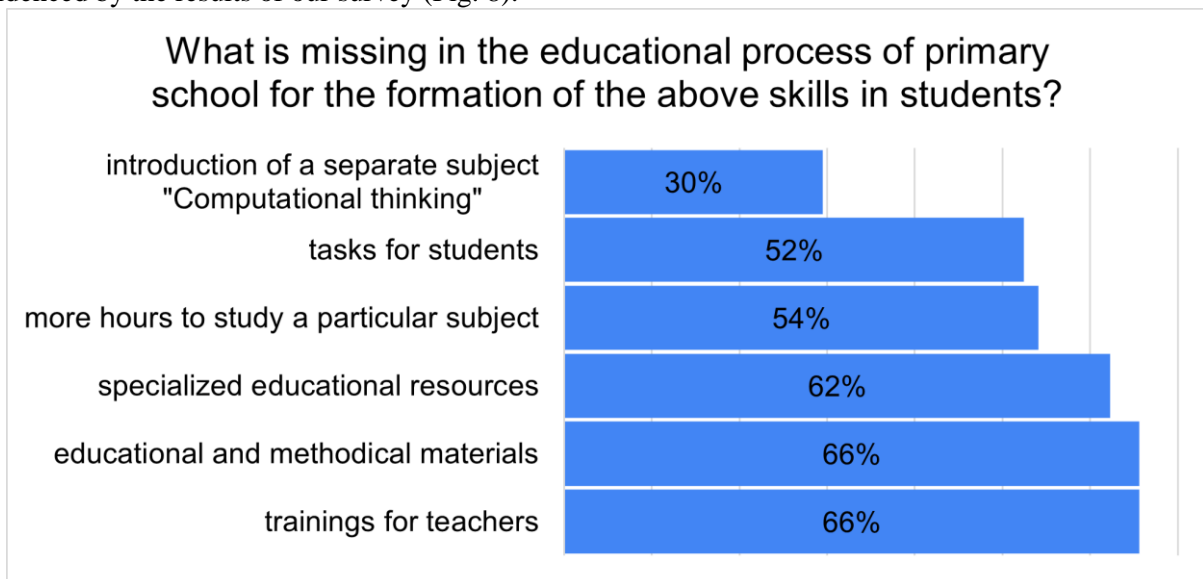 What is missing in the educational process of primary
school for the formation of the above skills in students?
introduction of a separate subject
"Computational thinking"
30%
tasks for students
52%
more hours to study a particular subject
54%
specialized educational resources
62%
educational and methodical materials
66%
trainings for teachers
66%